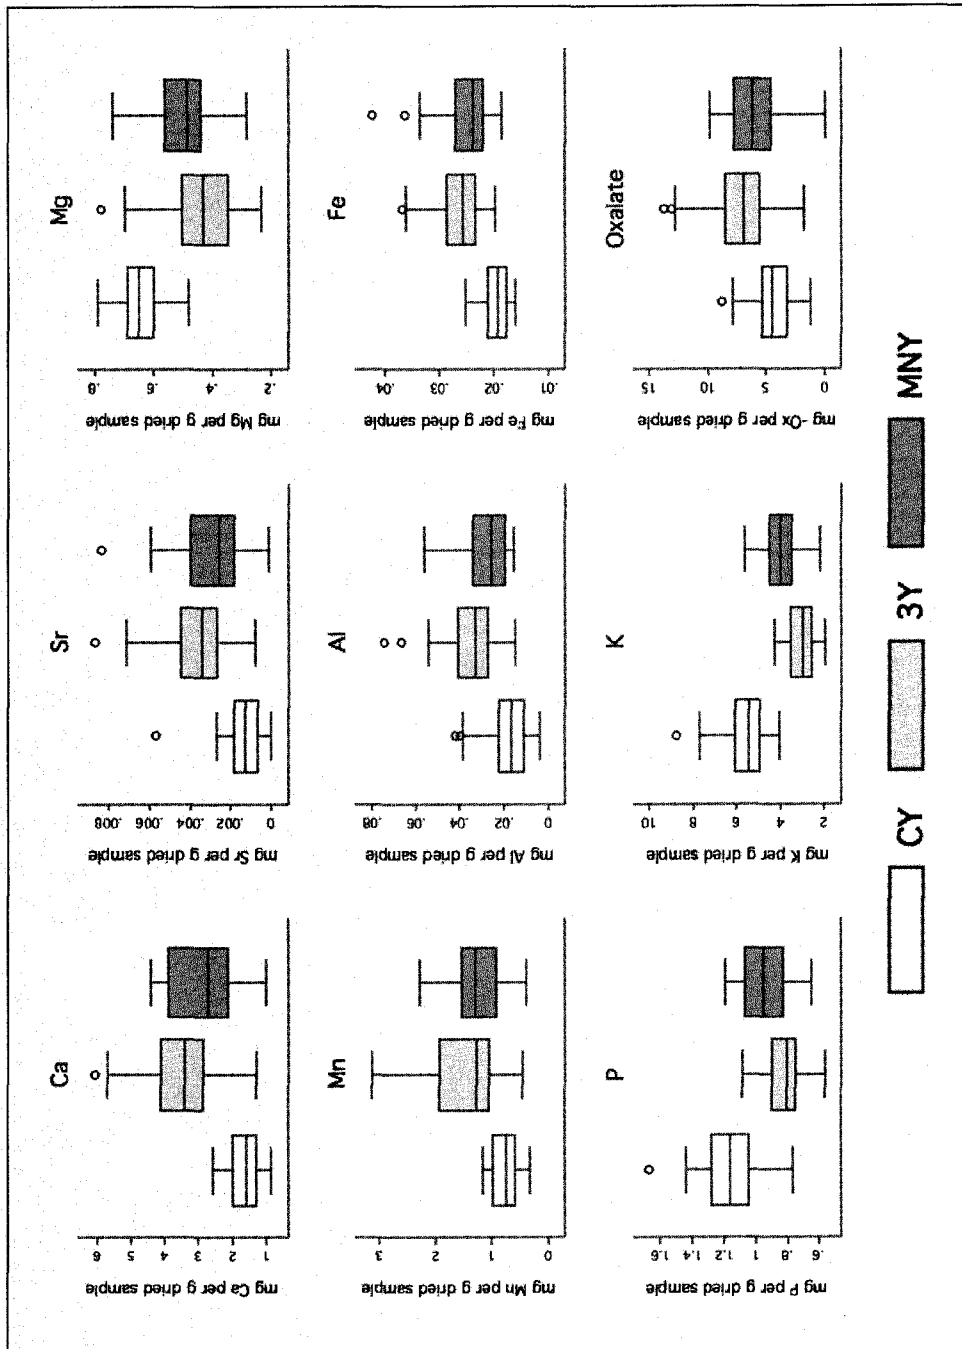 Ca
mg Ca per g dried sample
6
5
4
3
2
1
Sr
mg Sr per g dried sample
.008
.006
.004
.002
0
Mg
mg Mg per g dried sample
.8
.6
.4
.2
Mn
mg Mn per g dried sample
3
2
1
0
Al
mg Al per g dried sample
.08
.06
.04
.02
0
Fe
mg Fe per g dried sample
.04
.03
.02
.01
P
mg P per g dried sample
1.6
1.4
1.2
1
.8
.6
K
mg K per g dried sample
10
8
6
4
2
Oxalate
mg -Ox per g dried sample
15
10
5
0
CY 3Y MNY